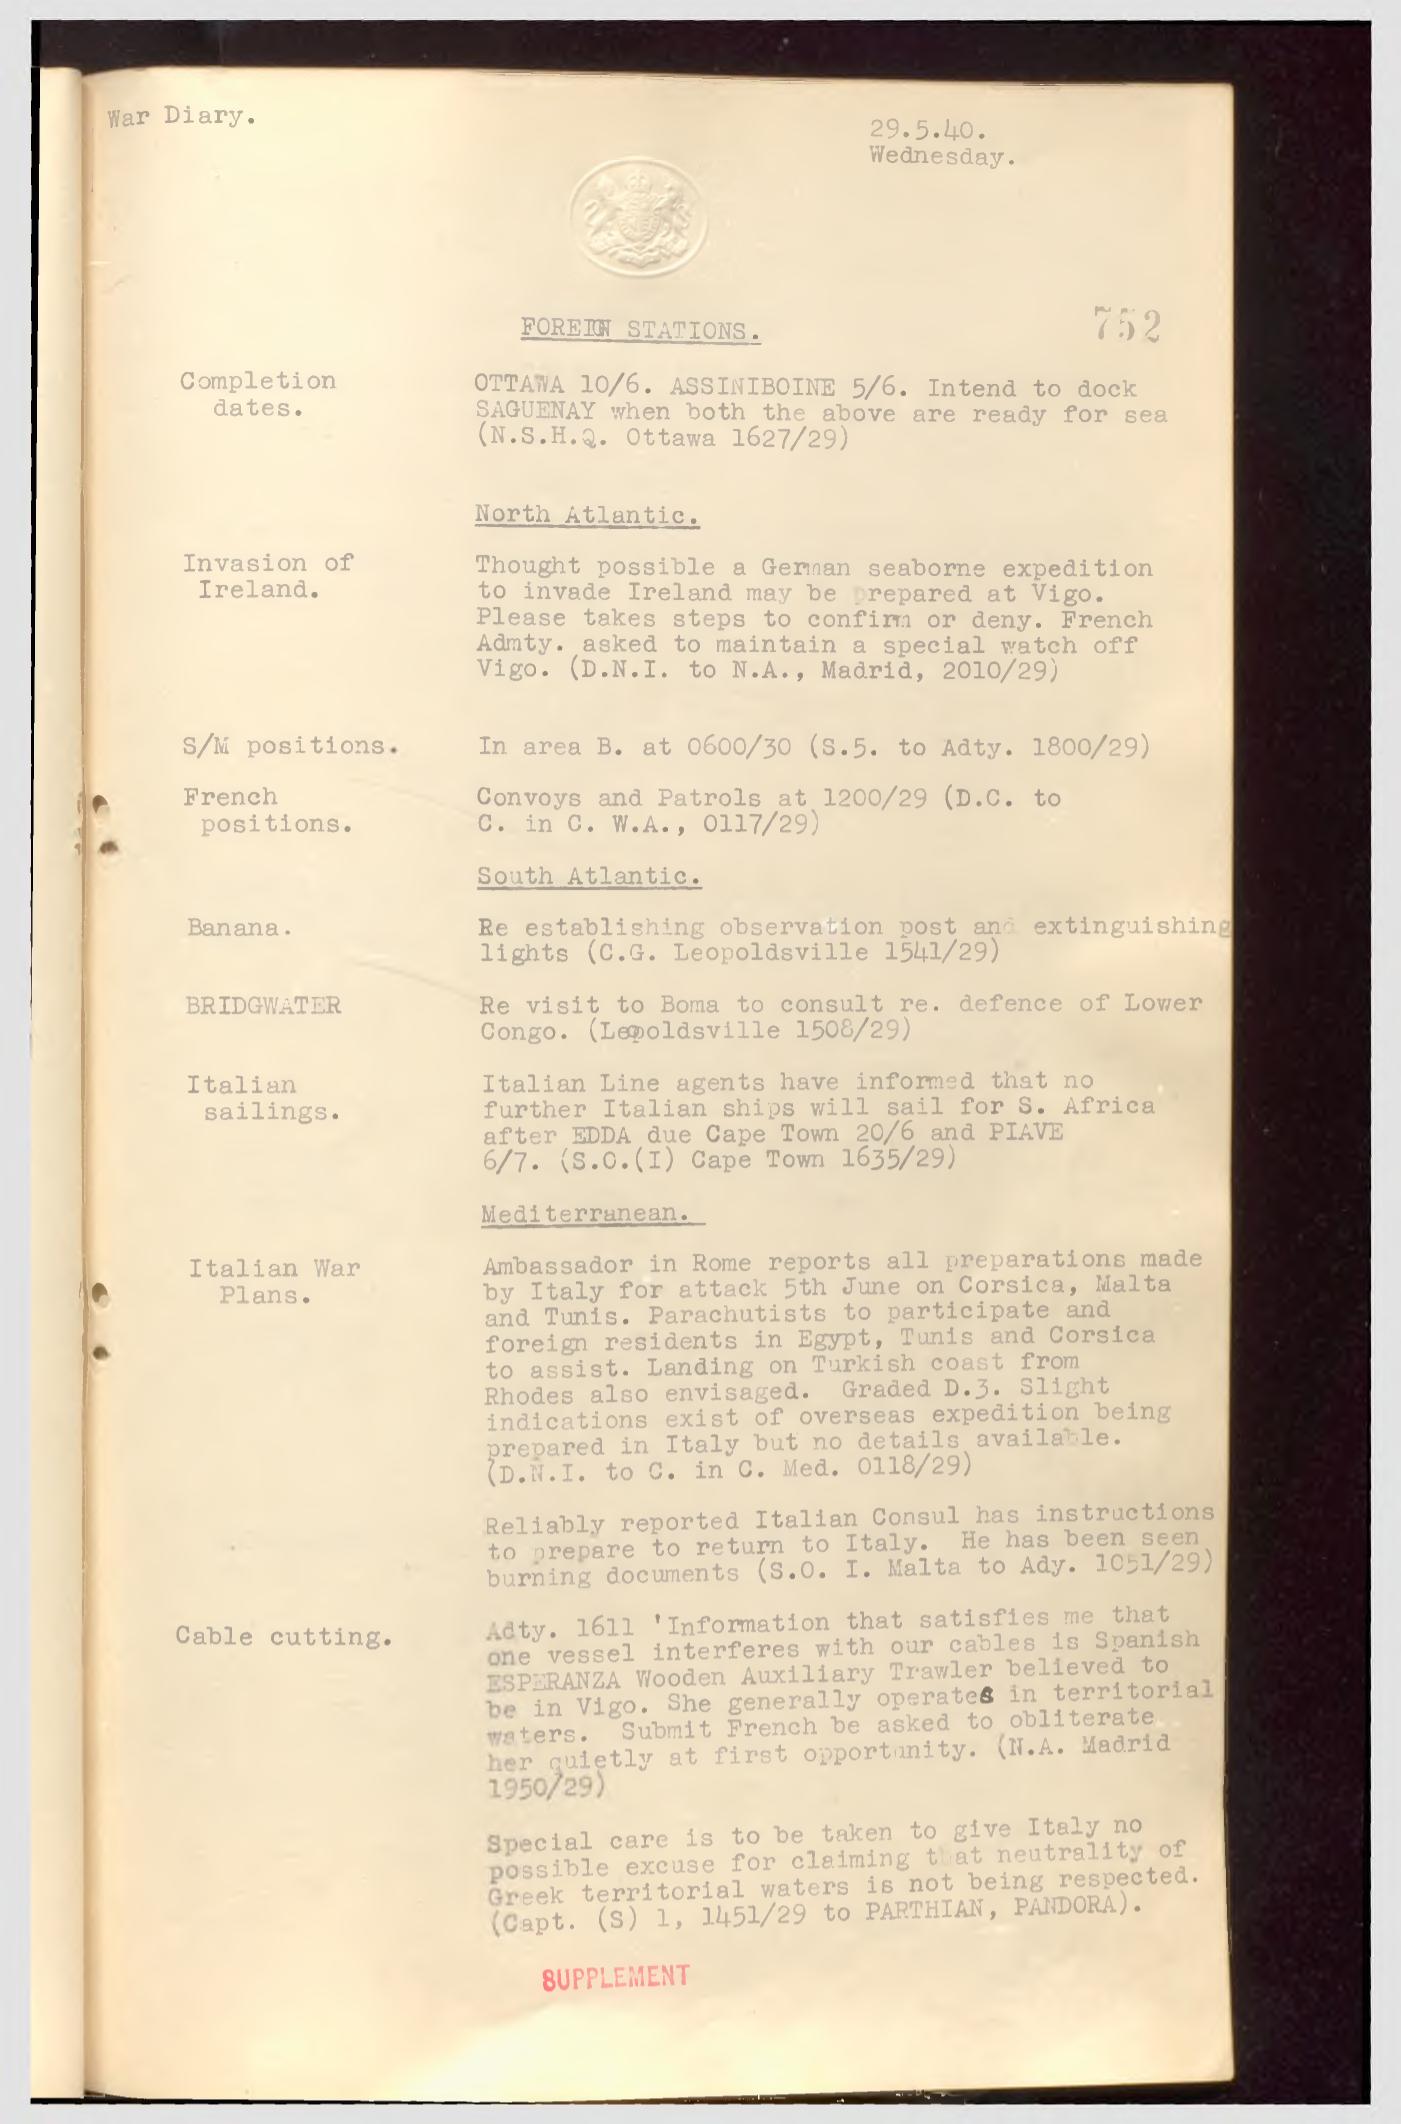 War Diary.
29.5.40.
Wednesday.
FOREIGN STATIONS.
752
Completion
dates.
OTTAWA 10/6. ASSINIBOINE 5/6. Intend to dock
SAGUENAY when both the above are ready for sea
(N.S.H.Q. Ottawa 1627/29)
North Atlantic.
Invasion of
Ireland.
Thought possible a German seaborne expedition
to invade Ireland may be prepared at Vigo.
Please takes steps to confirm or deny. French
Admty. asked to maintain a special watch off
Vigo. (D.N.I. to N.A., Madrid, 2010/29)
S/M positions.
In area B. at 0600/30 (S.5. to Adty. 1800/29)
French
positions.
Convoys and Patrols at 1200/29 (D.C. to
C. in C. W.A., 0117/29)
South Atlantic.
Banana.
Re establishing observation post and extinguishing
lights (C.G. Leopoldsville 1541/29)
BRIDGWATER
Re visit to Boma to consult re. defence of Lower
Congo. (Leopoldsville 1508/29)
Italian
sailings.
Italian Line agents have informed that no
further Italian ships will sail for S. Africa
after EDDA due Cape Town 20/6 and PIAVE
6/7. (S.O.(I) Cape Town 1635/29)
Mediterranean.
Italian War
Plans.
Ambassador in Rome reports all preparations made
by Italy for attack 5th June on Corsica, Malta
and Tunis. Parachutists to participate and
foreign residents in Egypt, Tunis and Corsica
to assist. Landing on Turkish coast from
Rhodes also envisaged. Graded D.3. Slight
indications exist of overseas expedition being
prepared in Italy but no details available.
(D.N.I. to C. in C. Med. 0118/29)
Reliably reported Italian Consul has instructions
to prepare to return to Italy. He has been seen
burning documents (S.O. I. Malta to Ady. 1051/29)
Cable cutting.
Adty. 1611 'Information that satisfies me that
one vessel interferes with our cables is Spanish
ESPERANZA Wooden Auxiliary Trawler believed to
be in Vigo. She generally operates in territorial
waters. Submit French be asked to obliterate
her quietly at first opportunity. (N.A. Madrid
1950/29)
Special care is to be taken to give Italy no
possible excuse for claiming that neutrality of
Greek territorial waters is not being respected.
(Capt. (S) 1, 1451/29 to PARTHIAN, PANDORA).
SUPPLEMENT